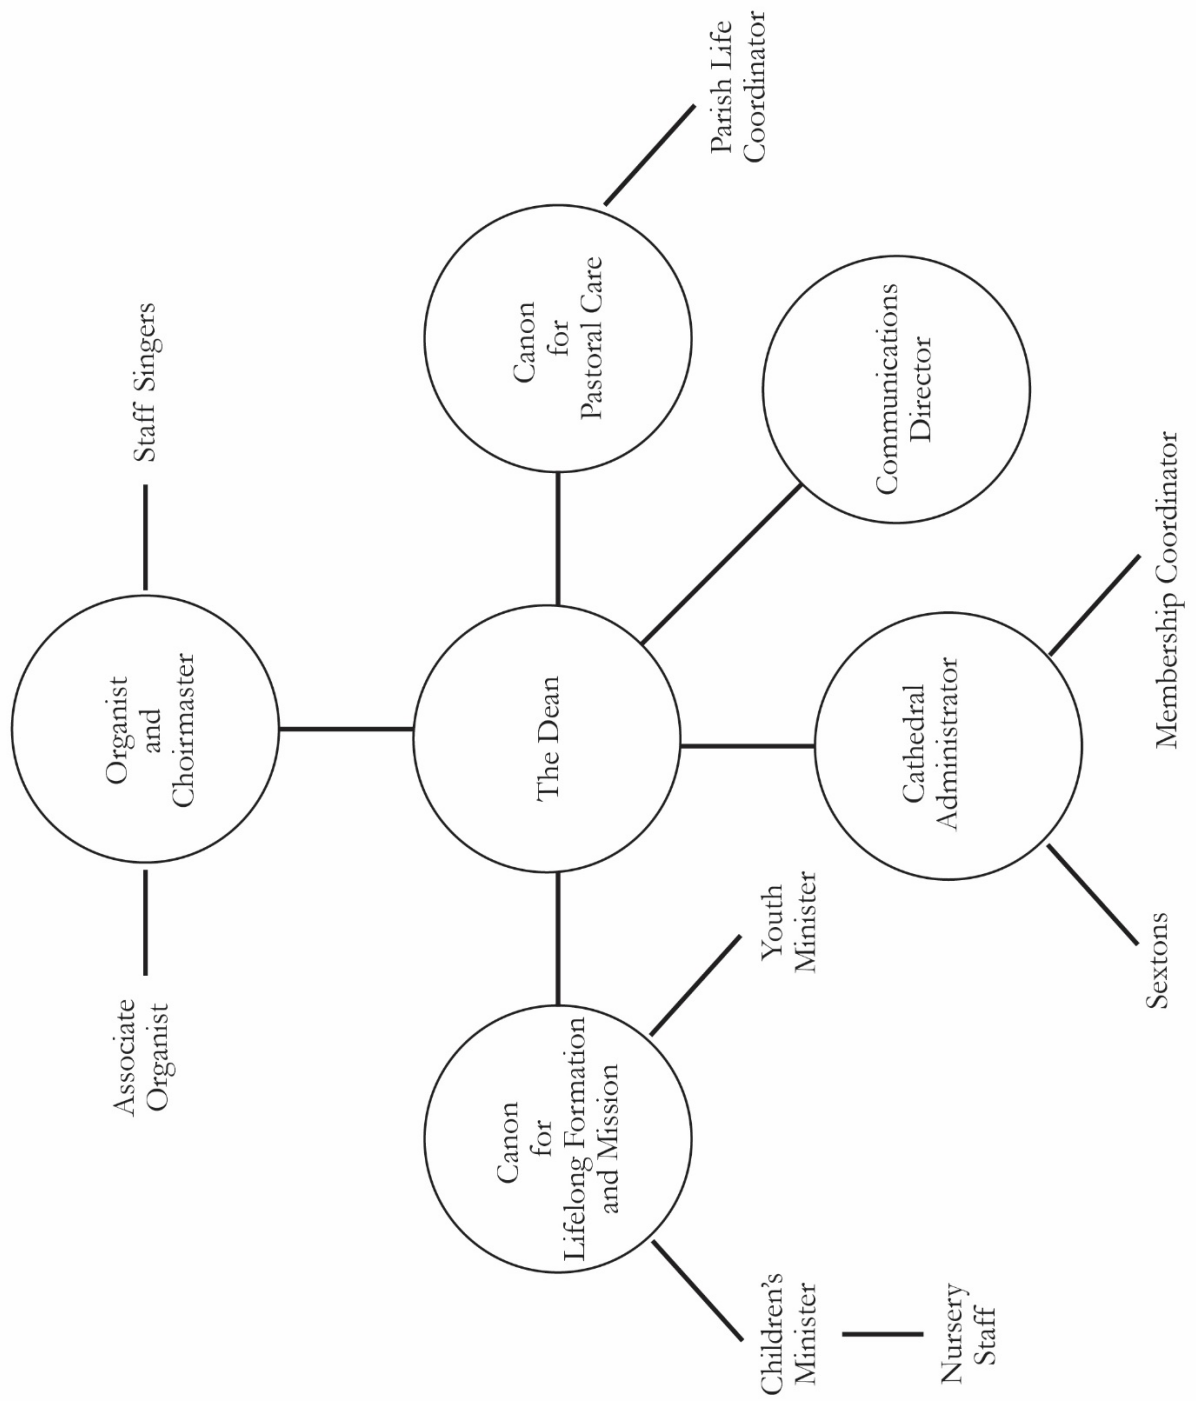 Associate
Organist
Organist
and
Choirmaster
Staff Singers
Canon
for
Lifelong Formation
and Mission
The Dean
Canon
for
Pastoral Care
Parish Life
Coordinator
Children's
Minister
Youth
Minister
Nursery
Staff
Cathedral
Administrator
Communications
Director
Sextons
Membership Coordinator